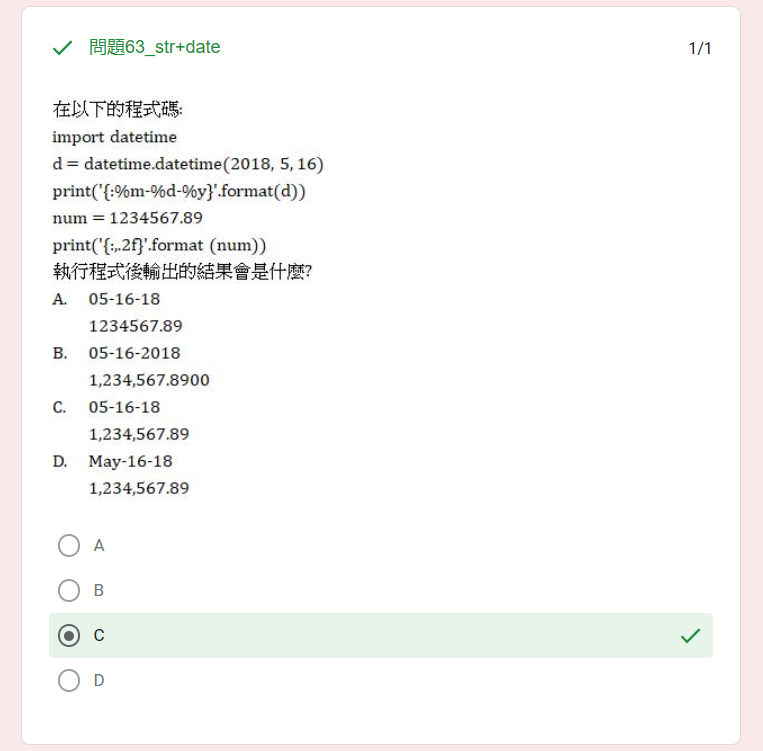 問題63_str+date
1/1
在以下的程式碼:
import datetime
d = datetime.datetime(2018, 5, 16)
print('{:%m-%d-%y}'.format(d))
num = 1234567.89
print('{:,.2f}'.format (num))
執行程式後輸出的結果會是什麼?
A. 05-16-18
1234567.89
B. 05-16-2018
1,234,567.8900
C. 05-16-18
1,234,567.89
D. May-16-18
1,234,567.89
A
B
C
D